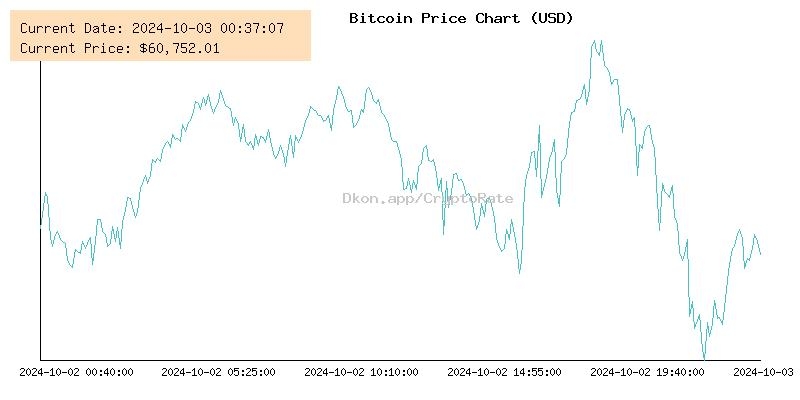 Bitcoin Price Chart (USD)
Current Date: 2024-10-03 00:37:07
Current Price: $60,752.01
Dkon.app/CryptoRate
2024-10-02 00:40:00 2024-10-02 05:25:00 2024-10-02 10:10:00 2024-10-02 14:55:00 2024-10-02 19:40:00 2024-10-03